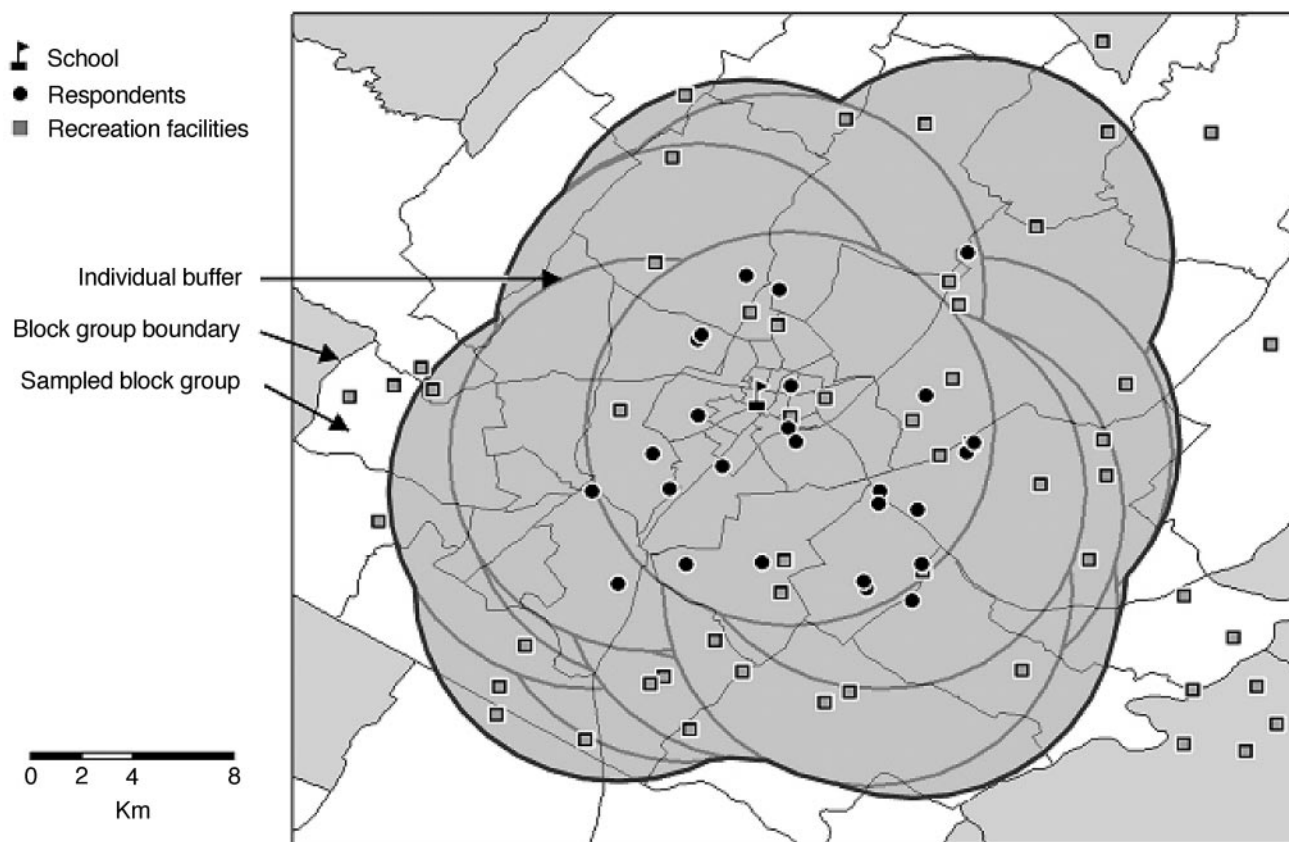 School
Respondents
Recreation facilities
Individual buffer
Block group boundary
Sampled block group
0 2 4 8
Km